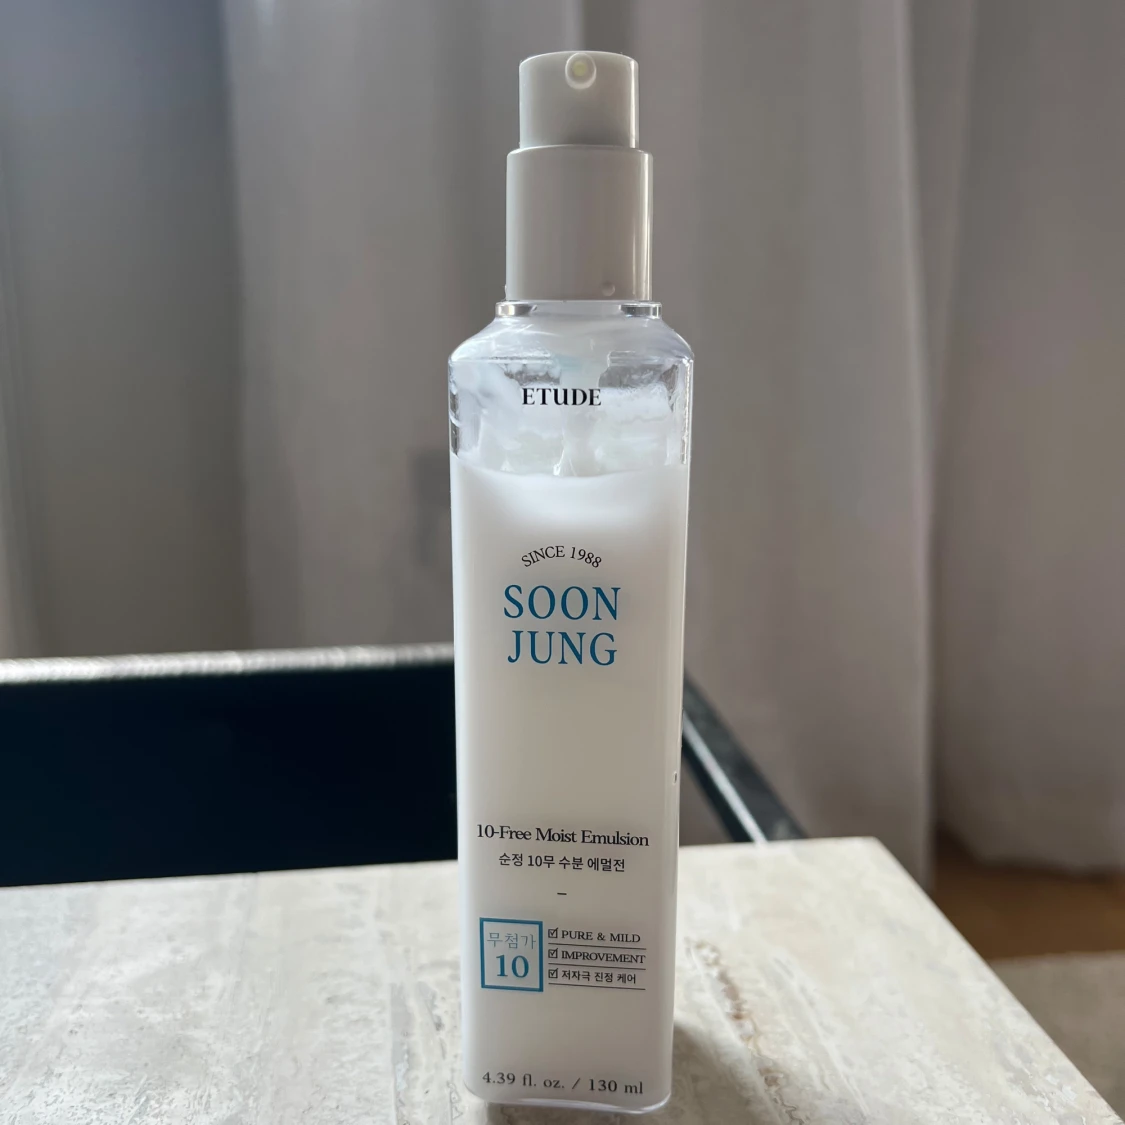 ETUDE
SINCE 1988
SOON
JUNG
10-Free Moist Emulsion
순정 10무 수분 에멀전
–
무첨가
10
☑ PURE & MILD
☑ IMPROVEMENT
☑ 저자극 진정 케어
4.39 fl. oz. / 130 ml